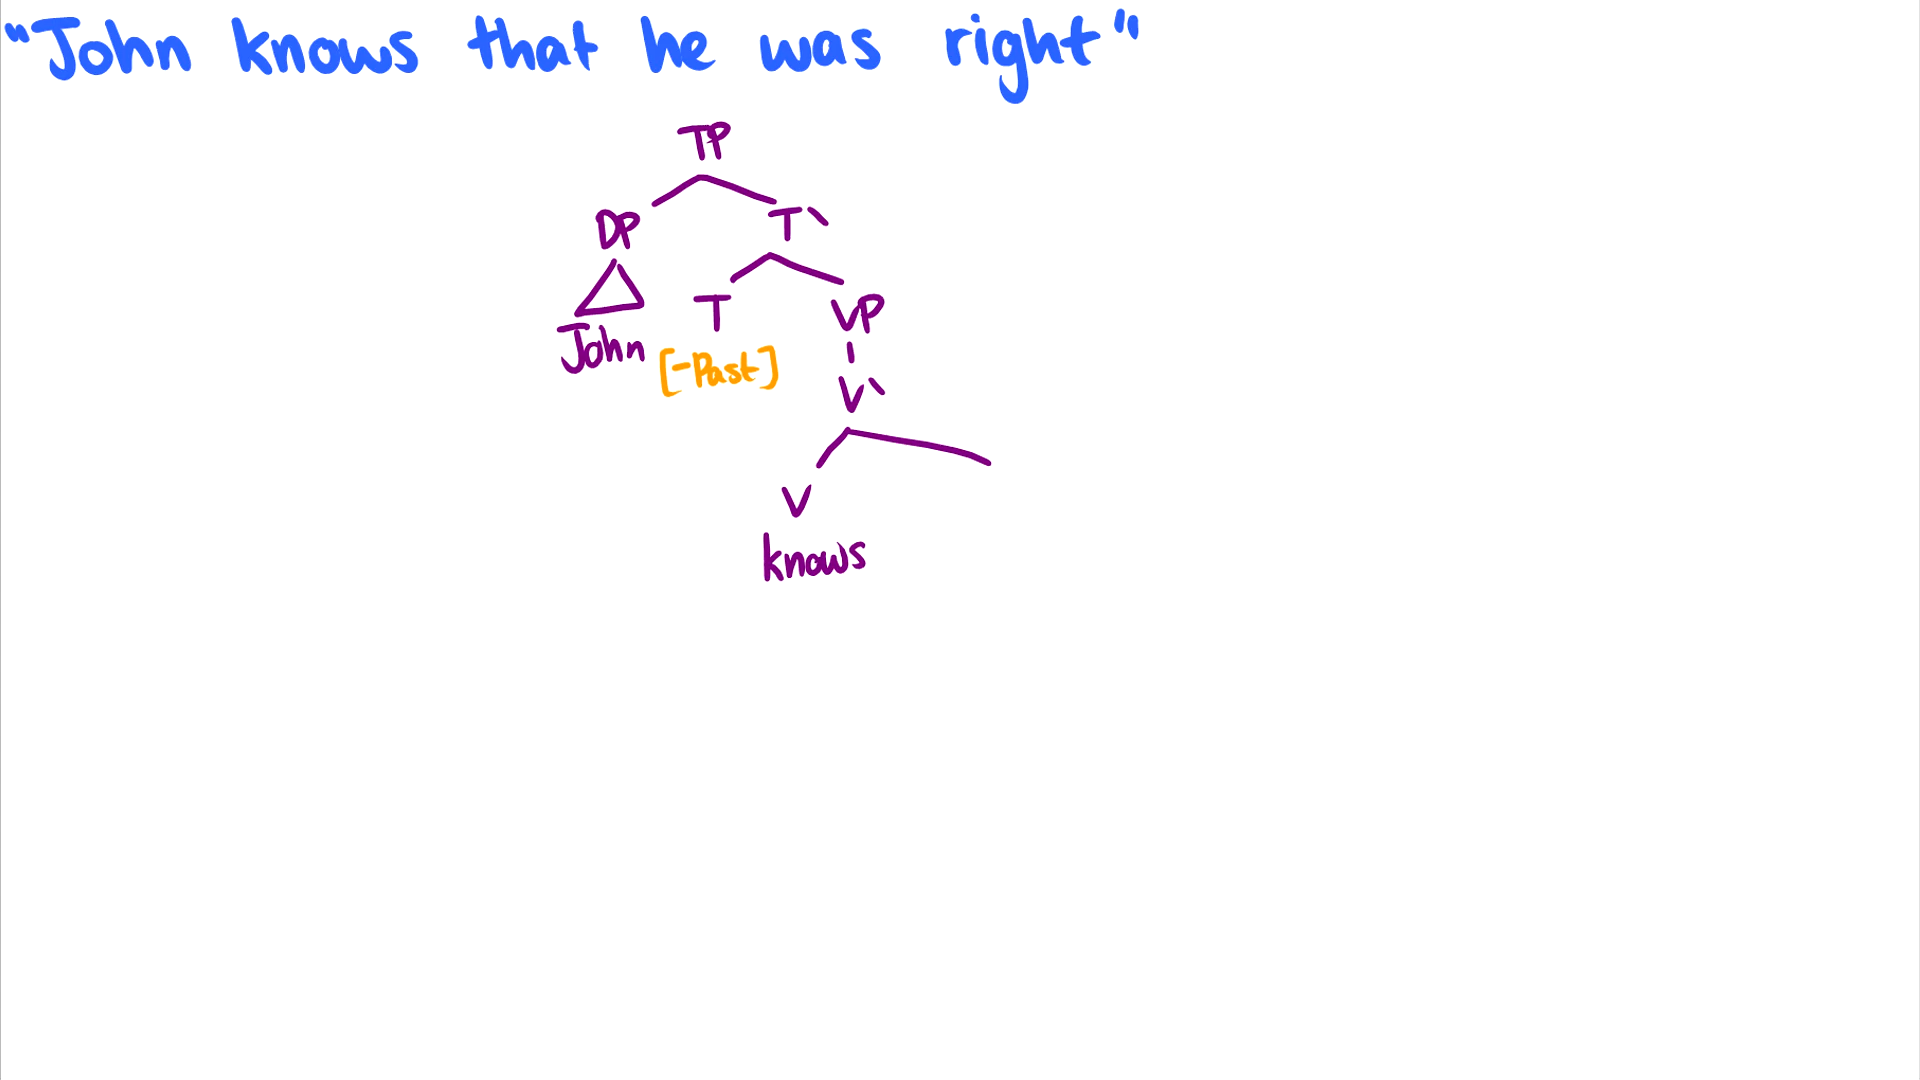 "John knows that he was right"
TP
DP T`
T VP
John [-Past]
V`
V
knows